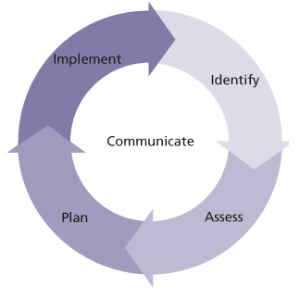 Implement
Identify
Communicate
Plan
Assess